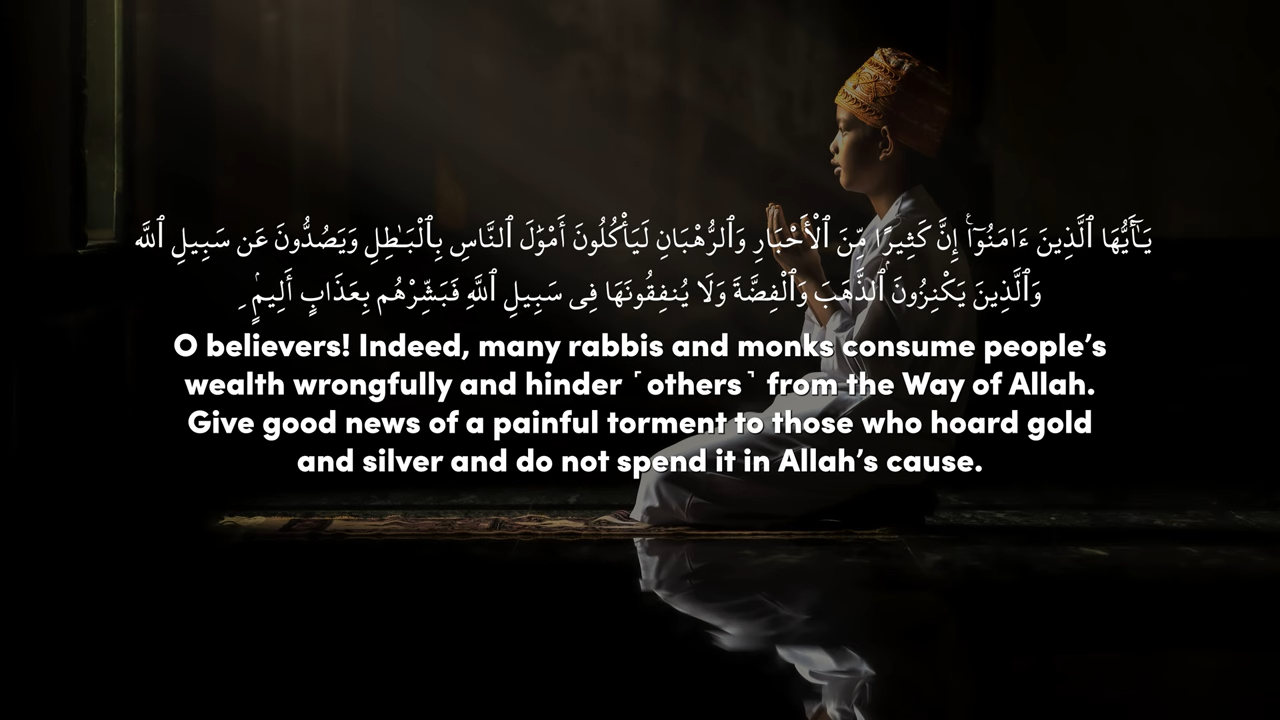 يَـٰٓأَيُّهَا ٱلَّذِينَ ءَامَنُوٓا۟ إِنَّ كَثِيرًا مِّنَ ٱلْأَحْبَارِ وَٱلرُّهْبَانِ لَيَأْكُلُونَ أَمْوَٰلَ ٱلنَّاسِ بِٱلْبَـٰطِلِ وَيَصُدُّونَ عَن سَبِيلِ ٱللَّه
وَٱلَّذِينَ يَكْنِزُونَ ٱلذَّهَبَ وَٱلْفِضَّةَ وَلَا يُنفِقُونَهَا فِى سَبِيلِ ٱللَّهِ فَبَشِّرْهُم بِعَذَابٍ أَلِيمٍۢ ِ
O believers! Indeed, many rabbis and monks consume people’s
wealth wrongfully and hinder ˹others˺ from the Way of Allah.
Give good news of a painful torment to those who hoard gold
and silver and do not spend it in Allah’s cause.